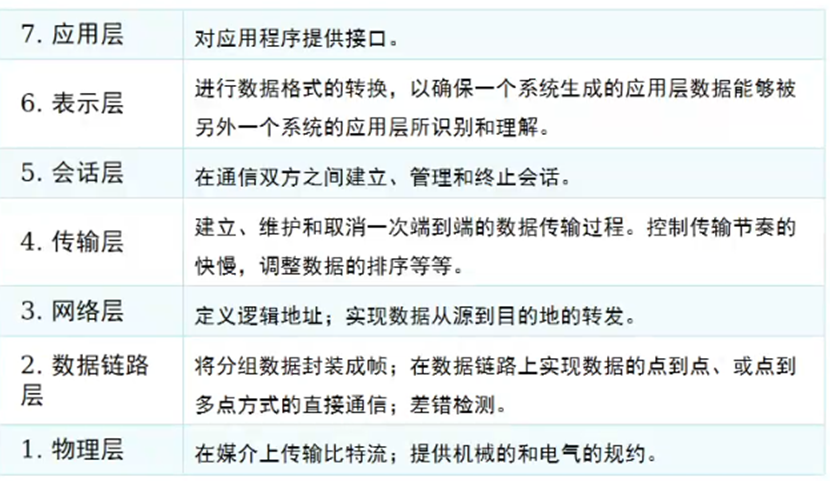 7. 应用层
对应用程序提供接口。
6. 表示层
进行数据格式的转换，以确保一个系统生成的应用层数据能够被
另外一个系统的应用层所识别和理解。
5. 会话层
在通信双方之间建立、管理和终止会话。
4. 传输层
建立、维护和取消一次端到端的数据传输过程。控制传输节奏的
快慢，调整数据的排序等等。
3. 网络层
定义逻辑地址；实现数据从源到目的地的转发。
2. 数据链路
层
将分组数据封装成帧；在数据链路上实现数据的点到点、或点到
多点方式的直接通信；差错检测。
1. 物理层
在媒介上传输比特流；提供机械的和电气的规约。